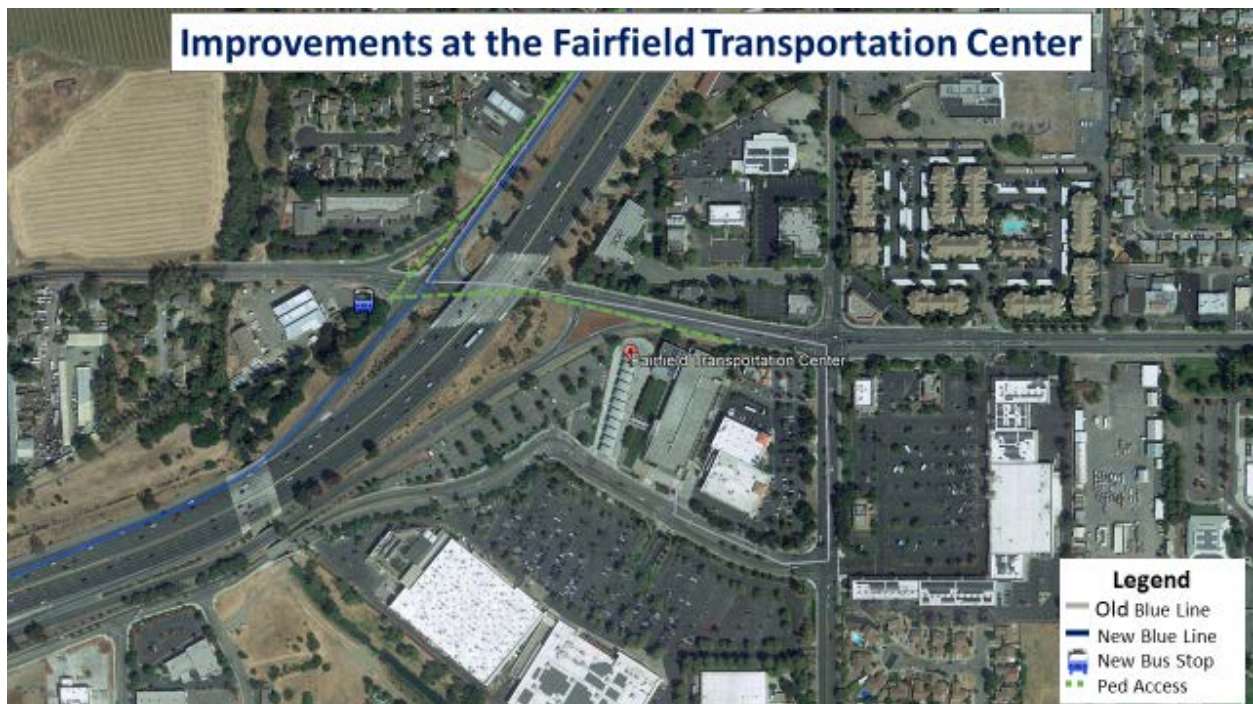 Improvements at the Fairfield Transportation Center
Fairfield Transportation Center
Legend
Old Blue Line
New Blue Line
New Bus Stop
Ped Access